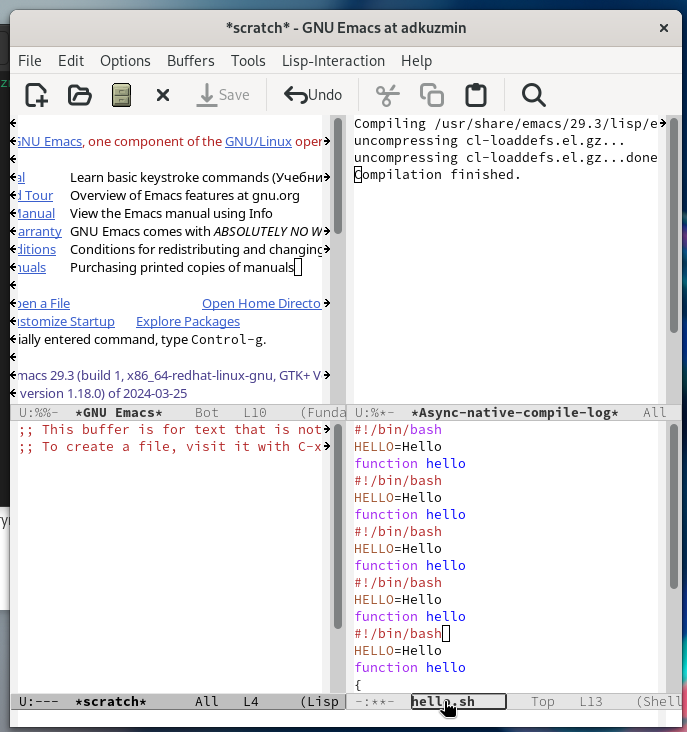 *scratch* - GNU Emacs at adkuzmin
File Edit Options Buffers Tools Lisp-Interaction Help
Save Undo
GNU Emacs, one component of the GNU/Linux oper
al Learn basic keystroke commands (Учебни
d Tour Overview of Emacs features at gnu.org
Manual View the Emacs manual using Info
arranty GNU Emacs comes with ABSOLUTELY NO W
ditions Conditions for redistributing and changing
nuals Purchasing printed copies of manuals
pen a File Open Home Directo
ustomize Startup Explore Packages
ially entered command, type Control-g.
macs 29.3 (build 1, x86_64-redhat-linux-gnu, GTK+ V
version 1.18.0) of 2024-03-25
U:%%- *GNU Emacs* Bot L10 (Funda
Compiling /usr/share/emacs/29.3/lisp/e
uncompressing cl-loaddefs.el.gz...
uncompressing cl-loaddefs.el.gz...done
Compilation finished.
U:%*- *Async-native-compile-log* All
;; This buffer is for text that is not
;; To create a file, visit it with C-x
U:--- *scratch* All L4 (Lisp
#!/bin/bash
HELLO=Hello
function hello
#!/bin/bash
HELLO=Hello
function hello
#!/bin/bash
HELLO=Hello
function hello
#!/bin/bash
HELLO=Hello
function hello
#!/bin/bash
HELLO=Hello
function hello
{
-:**- hello.sh Top L13 (Shell